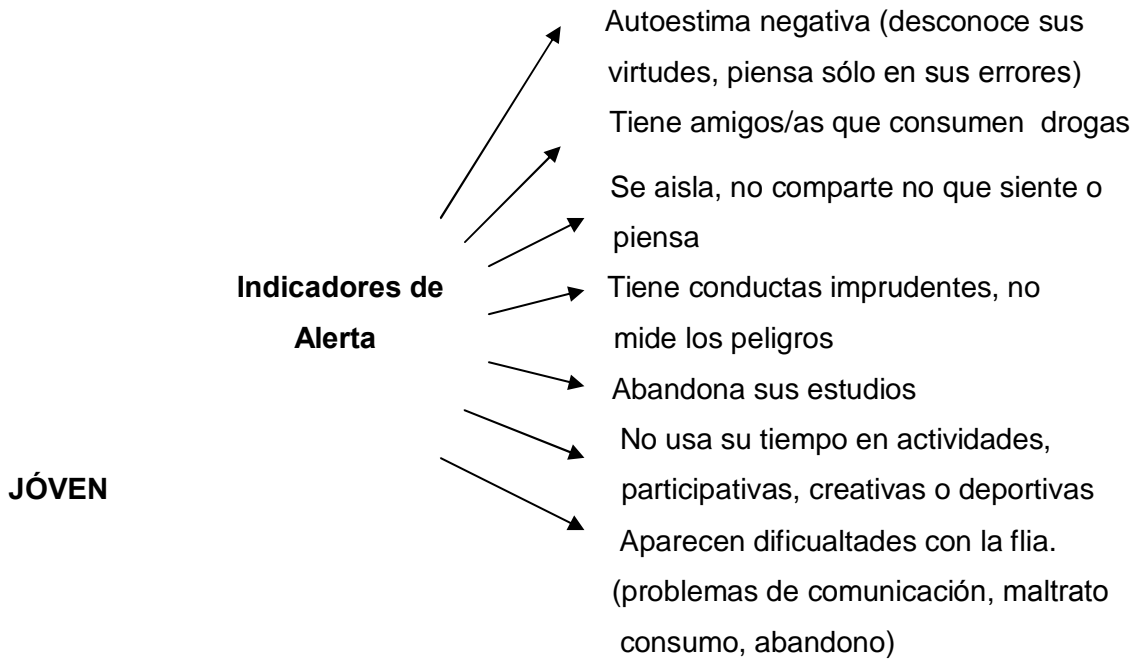 Autoestima negativa (desconoce sus
virtudes, piensa sólo en sus errores)
Tiene amigos/as que consumen drogas
Se aisla, no comparte no que siente o
piensa
Indicadores de
Alerta
Tiene conductas imprudentes, no
mide los peligros
Abandona sus estudios
No usa su tiempo en actividades,
participativas, creativas o deportivas
JÓVEN
Aparecen dificualtades con la flia.
(problemas de comunicación, maltrato
consumo, abandono)